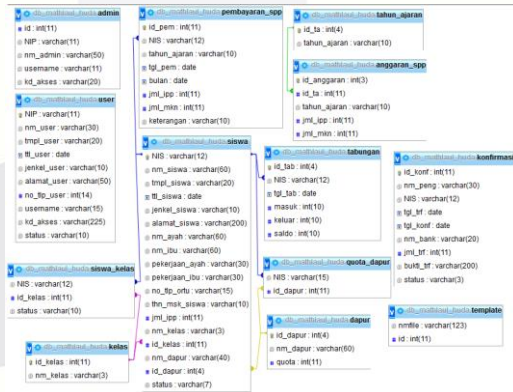 db_mathlaul_huda admin
id : int(11)
NIP : varchar(11)
nm_admin : varchar(50)
username : varchar(11)
kd_akses : varchar(20)
db_mathlaul_huda user
NIP : varchar(11)
nm_user : varchar(30)
tmpl_user : varchar(20)
ttl_user : date
jenkel_user : varchar(10)
alamat_user : varchar(50)
no_tlp_user : int(14)
username : varchar(15)
kd_akses : varchar(225)
status : varchar(10)
db_mathlaul_huda siswa_kelas
NIS : varchar(12)
id_kelas : int(11)
status : varchar(10)
db_mathlaul_huda kelas
id_kelas : int(11)
nm_kelas : varchar(3)
db_mathlaul_huda pembayaran_spp
id_pem : int(11)
NIS : varchar(12)
tahun_ajaran : varchar(10)
tgl_pem : date
bulan : date
jml_ipp : int(11)
jml_mkn : int(11)
keterangan : varchar(10)
db_mathlaul_huda siswa
NIS : varchar(12)
nm_siswa : varchar(60)
tmpl_siswa : varchar(20)
ttl_siswa : date
jenkel_siswa : varchar(10)
alamat_siswa : varchar(200)
nm_ayah : varchar(60)
nm_ibu : varchar(60)
pekerjaan_ayah : varchar(30)
pekerjaan_ibu : varchar(30)
no_tlp_ortu : varchar(15)
thn_msk_siswa : varchar(10)
jml_ipp : int(11)
nm_kelas : varchar(3)
id_kelas : int(11)
nm_dapur : varchar(40)
id_dapur : int(4)
status : varchar(7)
db_mathlaul_huda tahun_ajaran
id_ta : int(4)
tahun_ajaran : varchar(10)
db_mathlaul_huda anggaran_spp
id_anggaran : int(3)
id_ta : int(11)
tahun_ajaran : varchar(10)
jml_ipp : int(11)
jml_mkn : int(11)
db_mathlaul_huda tabungan
id_tab : int(4)
NIS : varchar(12)
tgl_tab : date
masuk : int(10)
keluar : int(10)
saldo : int(10)
db_mathlaul_huda quota_dapur
NIS : varchar(15)
id_dapur : int(11)
db_mathlaul_huda dapur
id_dapur : int(4)
nm_dapur : varchar(60)
quota : int(11)
db_mathlaul_huda konfirmasi
id_konf : int(11)
nm_peng : varchar(30)
NIS : varchar(12)
tgl_trf : date
tgl_konf : date
nm_bank : varchar(20)
jml_trf : int(11)
bukti_trf : varchar(200)
status : varchar(3)
db_mathlaul_huda template
nmfile : varchar(123)
id : int(11)